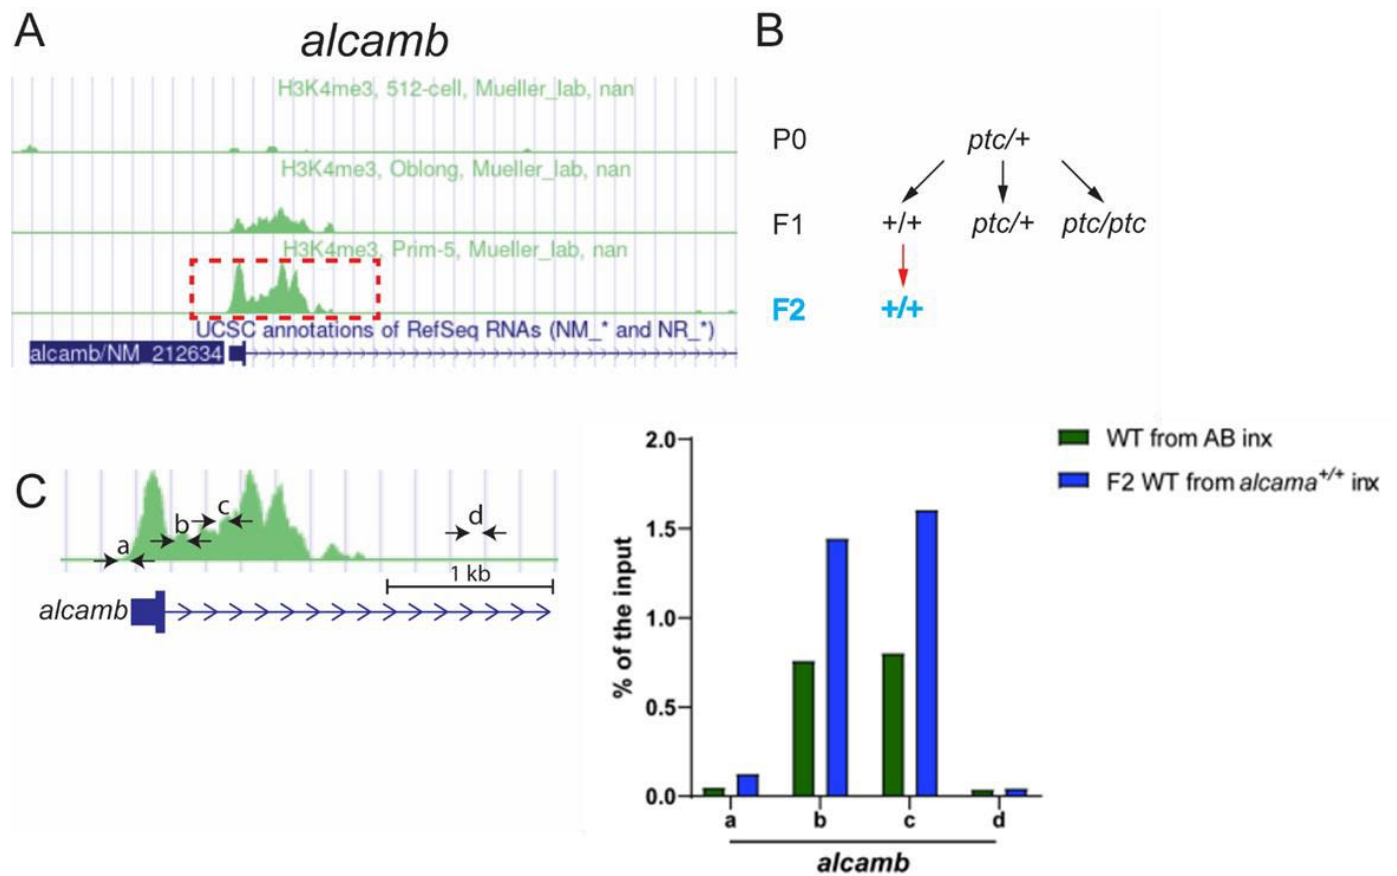 A
alcamb
H3K4me3, 512-cell, Mueller_lab, nan
H3K4me3, Oblong, Mueller_lab, nan
H3K4me3, Prim-5, Mueller_lab, nan
UCSC annotations of RefSeq RNAs (NM_* and NR_*)
alcamb/NM_212634
B
P0 ptc/+
F1 +/+ ptc/+ ptc/ptc
F2 +/+
C
a
b
c
d
1 kb
alcamb
2.0
1.5
1.0
0.5
0.0
% of the input
a b c d
alcamb
WT from AB inx
F2 WT from alcama+/+ inx